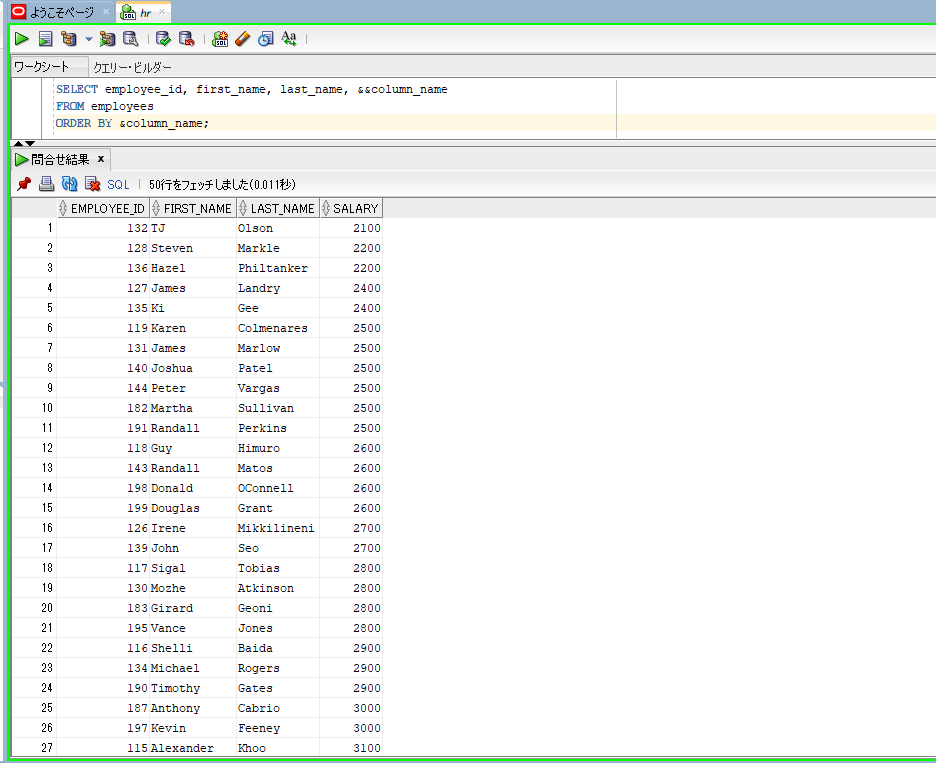 ようこそページ hr
ワークシート クエリー・ビルダー
SELECT employee_id, first_name, last_name, &&column_name
FROM employees
ORDER BY &column_name;
問合せ結果 x
SQL | 50行をフェッチしました(0.011秒)
EMPLOYEE_ID FIRST_NAME LAST_NAME SALARY
1 132 TJ Olson 2100
2 128 Steven Markle 2200
3 136 Hazel Philtanker 2200
4 127 James Landry 2400
5 135 Ki Gee 2400
6 119 Karen Colmenares 2500
7 131 James Marlow 2500
8 140 Joshua Patel 2500
9 144 Peter Vargas 2500
10 182 Martha Sullivan 2500
11 191 Randall Perkins 2500
12 118 Guy Himuro 2600
13 143 Randall Matos 2600
14 198 Donald OConnell 2600
15 199 Douglas Grant 2600
16 126 Irene Mikkilineni 2700
17 139 John Seo 2700
18 117 Sigal Tobias 2800
19 130 Mozhe Atkinson 2800
20 183 Girard Geoni 2800
21 195 Vance Jones 2800
22 116 Shelli Baida 2900
23 134 Michael Rogers 2900
24 190 Timothy Gates 2900
25 187 Anthony Cabrio 3000
26 197 Kevin Feeney 3000
27 115 Alexander Khoo 3100